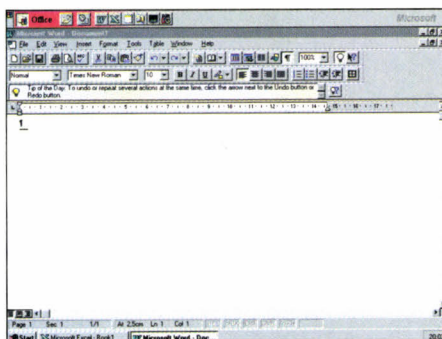 Office Microsoft
Microsoft Word - Document1
File Edit View Insert Format Tools Table Window Help
100%
Normal Times New Roman 10 B I U
Tip of the Day: To undo or repeat several actions at the same time, click the arrow next to the Undo button or
Redo button.
1
Page 1 Sec 1 1/1 At 2.5cm Ln 1 Col 1
Start Microsoft Excel - Book1 Microsoft Word - Doc...